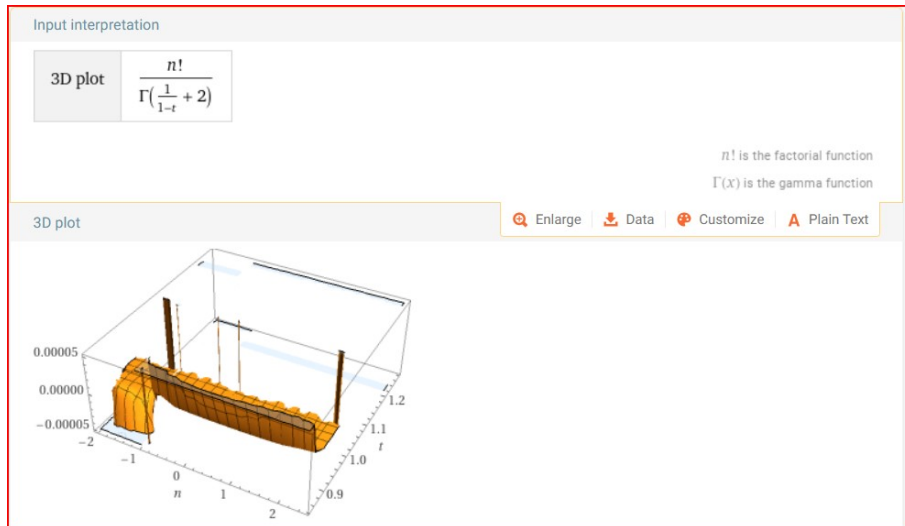 Input interpretation
3D plot
n!
Γ(1/(1−t) + 2)
n! is the factorial function
Γ(x) is the gamma function
3D plot
Enlarge Data Customize A Plain Text
0.00005
0.00000
−0.00005
−2
−1
0
n
1
2
0.9
1.0
t
1.1
1.2